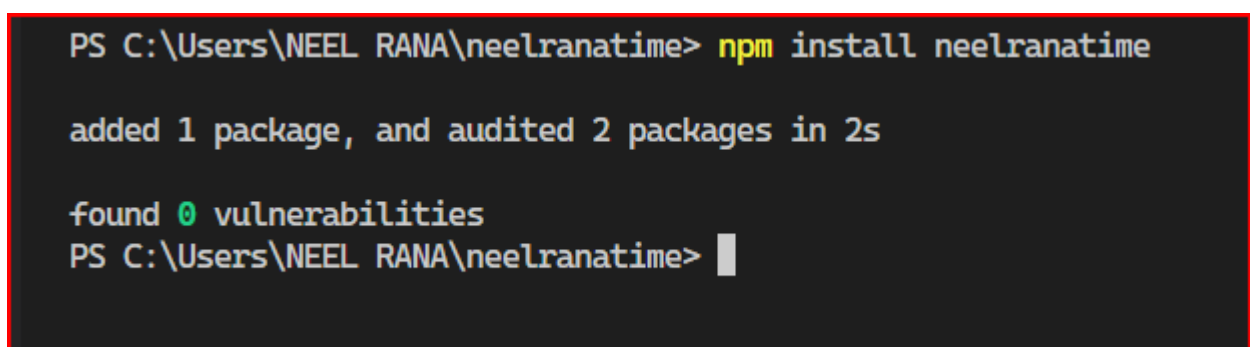 PS C:\Users\NEEL RANA\neelranatime> npm install neelranatime
added 1 package, and audited 2 packages in 2s
found 0 vulnerabilities
PS C:\Users\NEEL RANA\neelranatime>